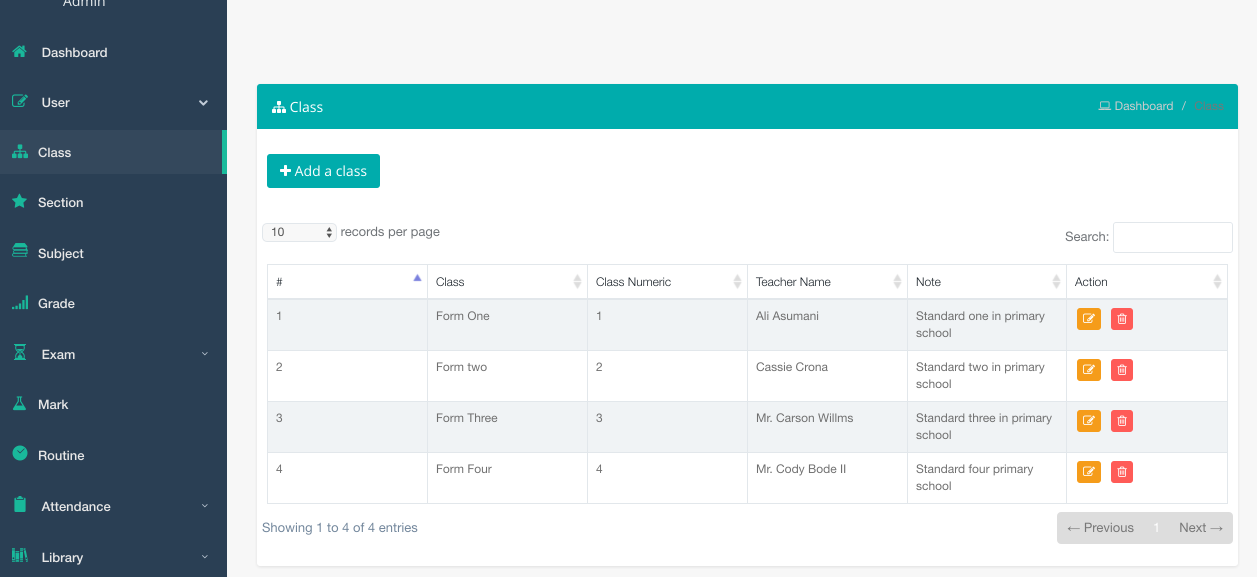 Admin
Dashboard
User
Class
Section
Subject
Grade
Exam
Mark
Routine
Attendance
Library
Class
Dashboard / Class
Add a class
10 records per page
Search:
# Class Class Numeric Teacher Name Note Action
1 Form One 1 Ali Asumani Standard one in primary
school
2 Form two 2 Cassie Crona Standard two in primary
school
3 Form Three 3 Mr. Carson Willms Standard three in primary
school
4 Form Four 4 Mr. Cody Bode II Standard four primary
school
Showing 1 to 4 of 4 entries
← Previous 1 Next →